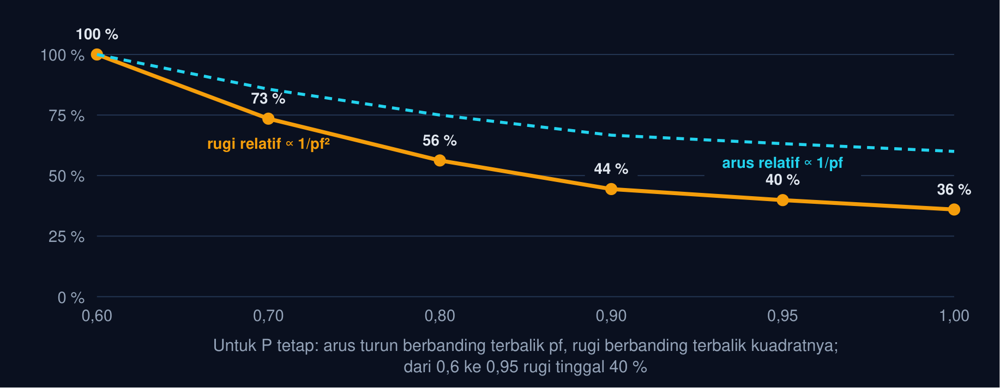 100 %
100 %
73 %
75 %
rugi relatif ∝ 1/pf²
56 %
arus relatif ∝ 1/pf
44 %
50 %
40 %
36 %
25 %
0 %
0,60 0,70 0,80 0,90 0,95 1,00
Untuk P tetap: arus turun berbanding terbalik pf, rugi berbanding terbalik kuadratnya;
dari 0,6 ke 0,95 rugi tinggal 40 %